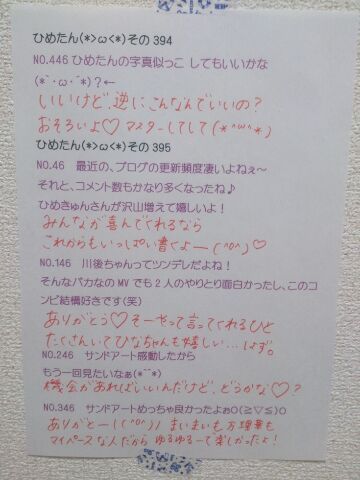 ひめたん(*>ω<*)その394
NO.446 ひめたんの字真似っこ してもいいかな
(*´･ω･`*)？←
いいけど、逆にこんなんでいいの？
おそろいよ♡マスターしてして(*^ω^*)
ひめたん(*>ω<*)その 395
NO.46 最近の、ブログの更新頻度凄いよねぇ～
それと、コメント数もかなり多くなったね♪
ひめきゅんさんが沢山増えて嬉しいよ！
みんなが喜んでくれるなら
これからもいっぱい書くよー(^o^)♡
NO.146 川後ちゃんってツンデレだよね！
そんなバカなの MV でも２人のやりとり面白かったし、このコ
ンビ結構好きです(笑)
ありがとう♡そーやって言ってくれるひと
たくさんいてひなちゃんも嬉しい…はず。
NO.246 サンドアート感動したから
もう一回見たいなぁ(*´˘`*)
機会があればいいんだけど、どうかな♡？
NO.346 サンドアートめっちゃ良かったよぉO(≧▽≦)O
ありがとー！(^o^)ﾉ まいまいも万理華も
マイペースな人だからゆるゆるーで楽しかったよ！